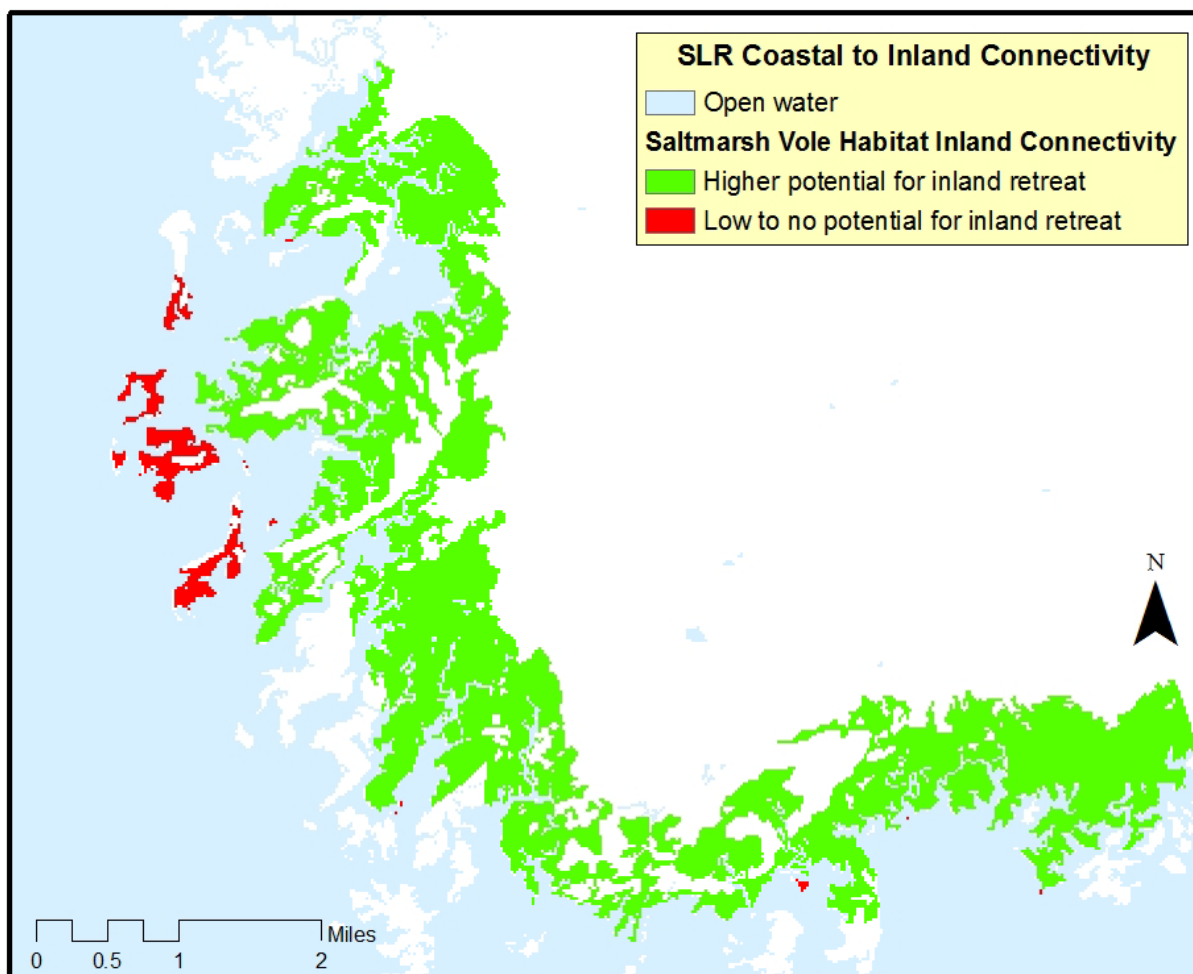 SLR Coastal to Inland Connectivity
Open water
Saltmarsh Vole Habitat Inland Connectivity
Higher potential for inland retreat
Low to no potential for inland retreat
N
Miles
0 0.5 1 2